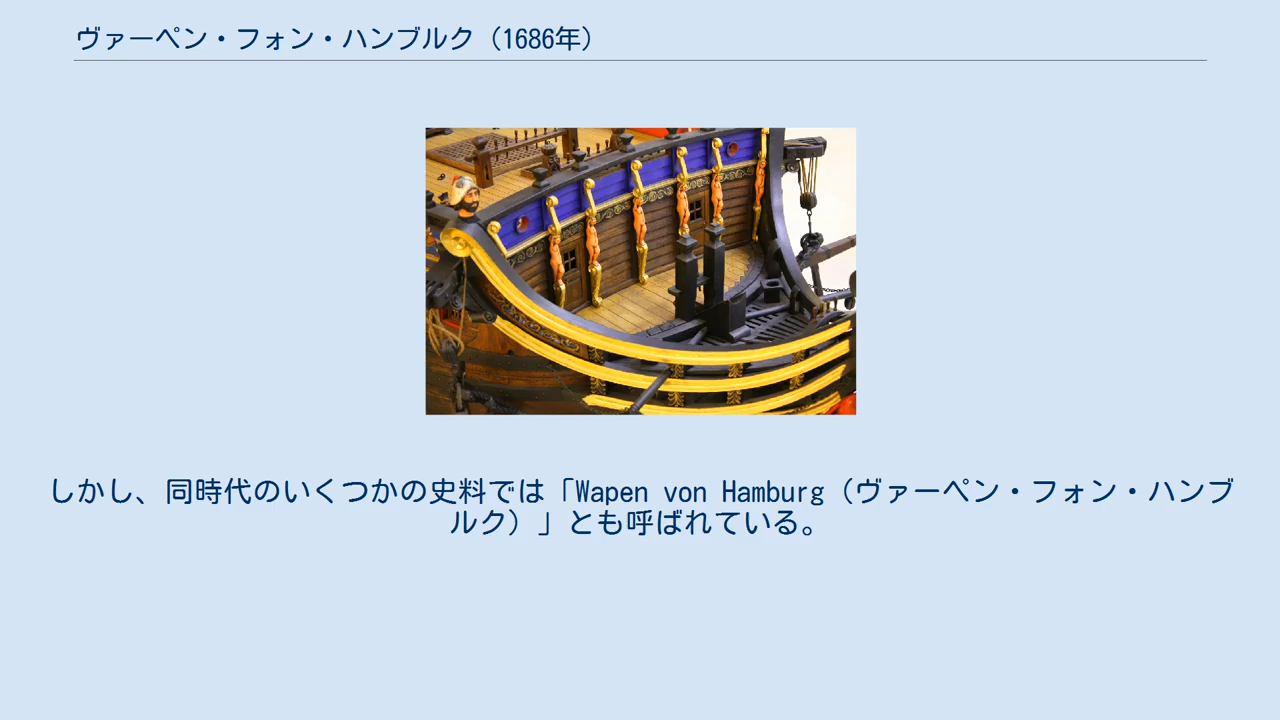 ヴァーペン・フォン・ハンブルク（1686年）
しかし、同時代のいくつかの史料では「Wapen von Hamburg（ヴァーペン・フォン・ハンブ
ルク）」とも呼ばれている。